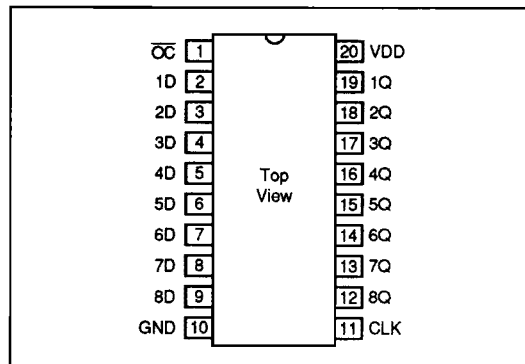 O̅C̅ 1 20 VDD
1D 2 19 1Q
2D 3 18 2Q
3D 4 17 3Q
4D 5 16 4Q
5D 6 15 5Q
6D 7 14 6Q
7D 8 13 7Q
8D 9 12 8Q
GND 10 11 CLK
Top
View